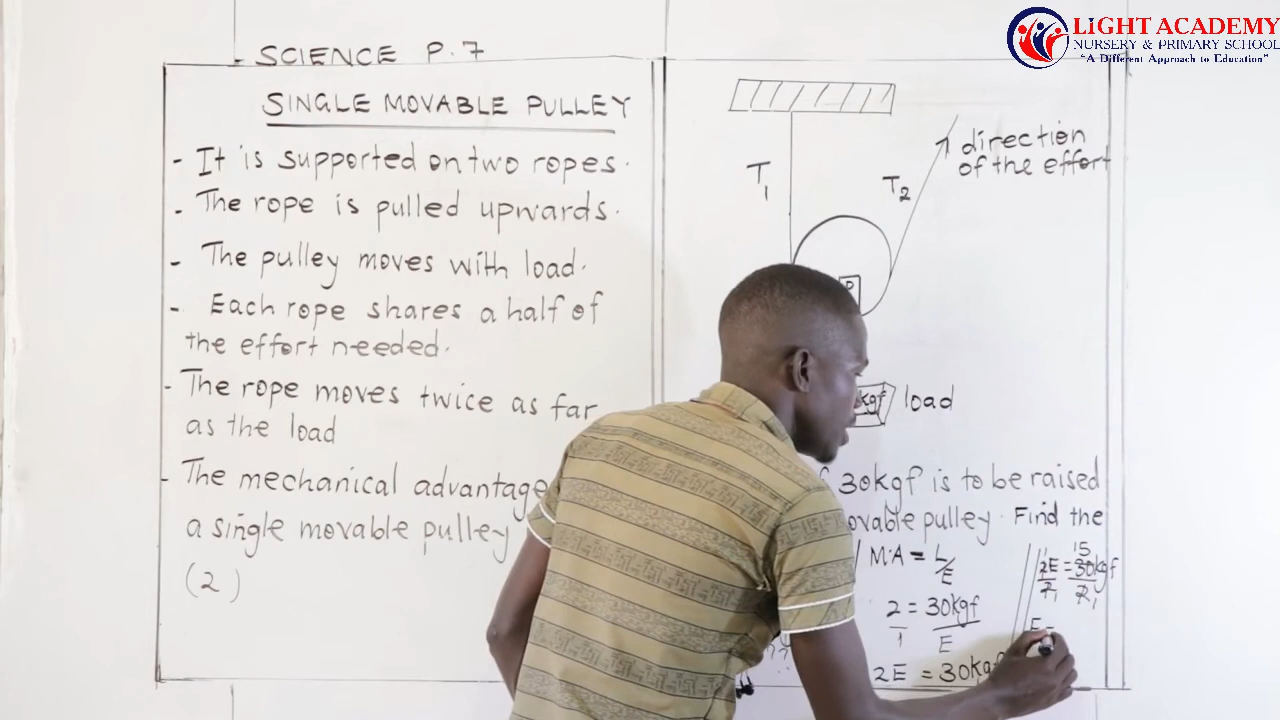 LIGHT ACADEMY
NURSERY & PRIMARY SCHOOL
"A Different Approach to Education"
- SCIENCE P.7
SINGLE MOVABLE PULLEY
- It is supported on two ropes.
- The rope is pulled upwards.
- The pulley moves with load.
- Each rope shares a half of
the effort needed.
- The rope moves twice as far
as the load
- The mechanical advantage
a single movable pulley
(2)
T1
T2
direction
of the effort
P
kgf
load
30kgf is to be raised
pulley. Find the
M.A = L/E
2/1 = 30kgf/E
2E = 30kgf
2E/2 = 30kgf/2
1 15
1 1
E =